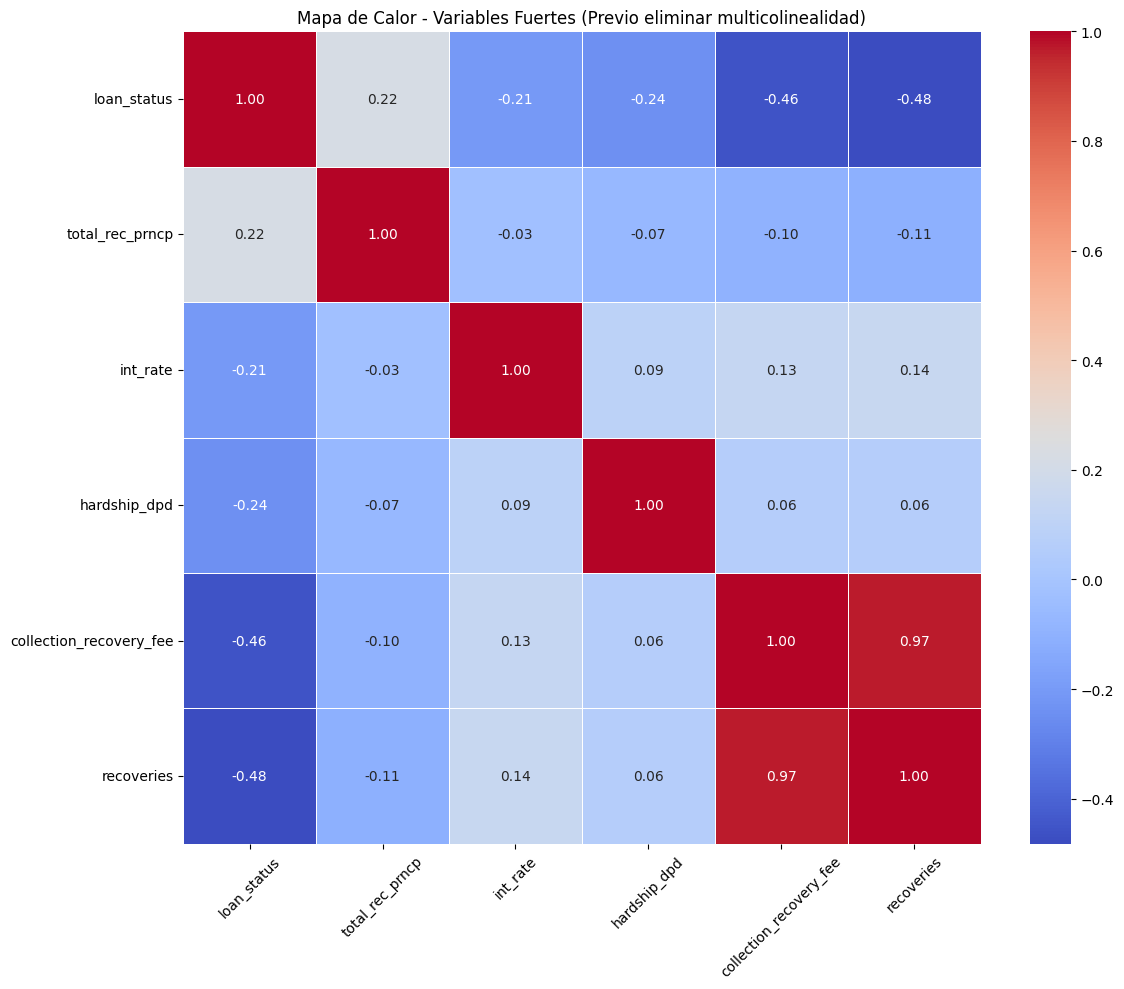 Mapa de Calor - Variables Fuertes (Previo eliminar multicolinealidad)
loan_status 1.00 0.22 -0.21 -0.24 -0.46 -0.48
total_rec_prncp 0.22 1.00 -0.03 -0.07 -0.10 -0.11
int_rate -0.21 -0.03 1.00 0.09 0.13 0.14
hardship_dpd -0.24 -0.07 0.09 1.00 0.06 0.06
collection_recovery_fee -0.46 -0.10 0.13 0.06 1.00 0.97
recoveries -0.48 -0.11 0.14 0.06 0.97 1.00
loan_status total_rec_prncp int_rate hardship_dpd collection_recovery_fee recoveries
1.0
0.8
0.6
0.4
0.2
0.0
−0.2
−0.4